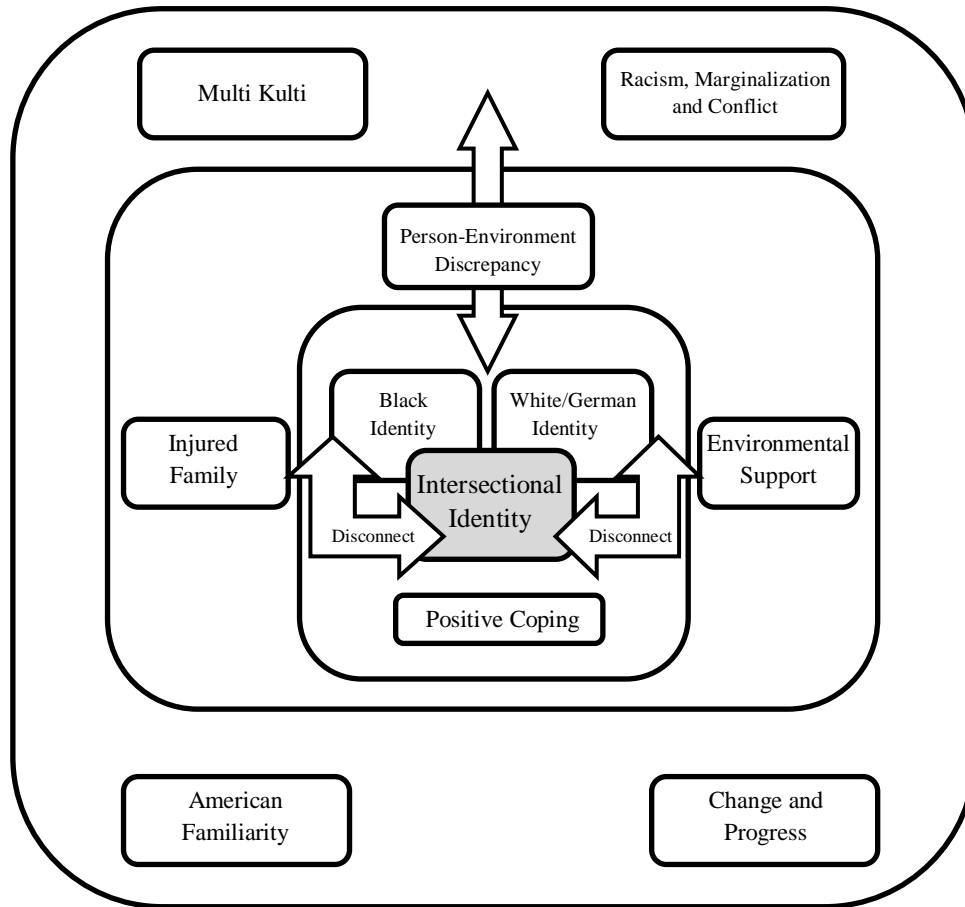 Multi Kulti
Racism, Marginalization
and Conflict
Person-Environment
Discrepancy
Black
Identity
White/German
Identity
Injured
Family
Environmental
Support
Intersectional
Identity
Disconnect
Disconnect
Positive Coping
American
Familiarity
Change and
Progress